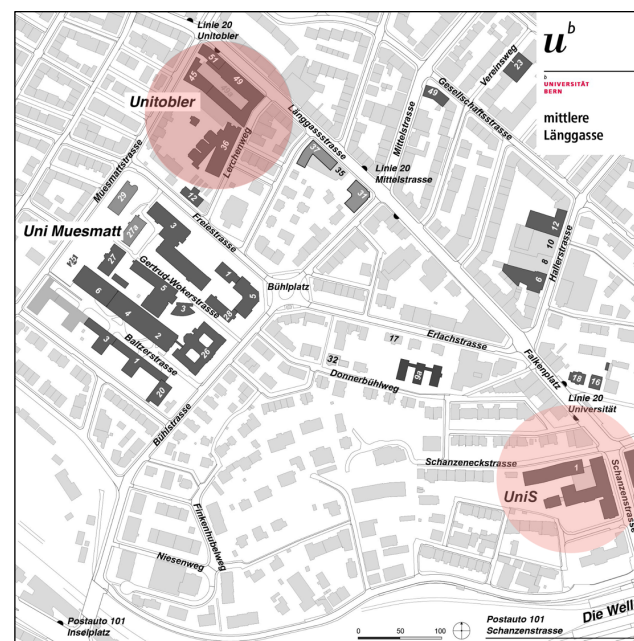 Linie 20
Unitobler
51
45
49
Unitobler
36
Lerchenweg
Länggassstrasse
Muesmattstrasse
37
35
31
Linie 20
Mittelstrasse
Mittelstrasse
49
Gesellschaftsstrasse
Vereinsweg
23
u^b
b
UNIVERSITÄT
BERN
mittlere
Länggasse
29
12
Uni Muesmatt
27a
3
Freiestrasse
27
Gertrud-Wokerstrasse
1
5
Bühlplatz
5
3
28
6
4
2
26
Baltzerstrasse
3
1
20
Bühlstrasse
12
10
8
6
Hallerstrasse
17
Erlachstrasse
32
9a
Donnerbühlweg
Falkenplatz
18
16
Linie 20
Universität
Schanzeneckstrasse
1
UniS
Schanzenstrasse
Finkenhubelweg
Niesenweg
Postauto 101
Inselplatz
0 50 100
Postauto 101
Schanzenstrasse
Die Well